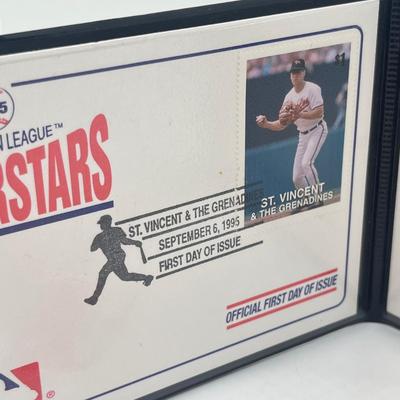 5
N LEAGUE™
RSTARS
$1
ST. VINCENT
& THE GRENADINES
ST. VINCENT & THE GRENADINES
SEPTEMBER 6, 1995
FIRST DAY OF ISSUE
OFFICIAL FIRST DAY OF ISSUE
®